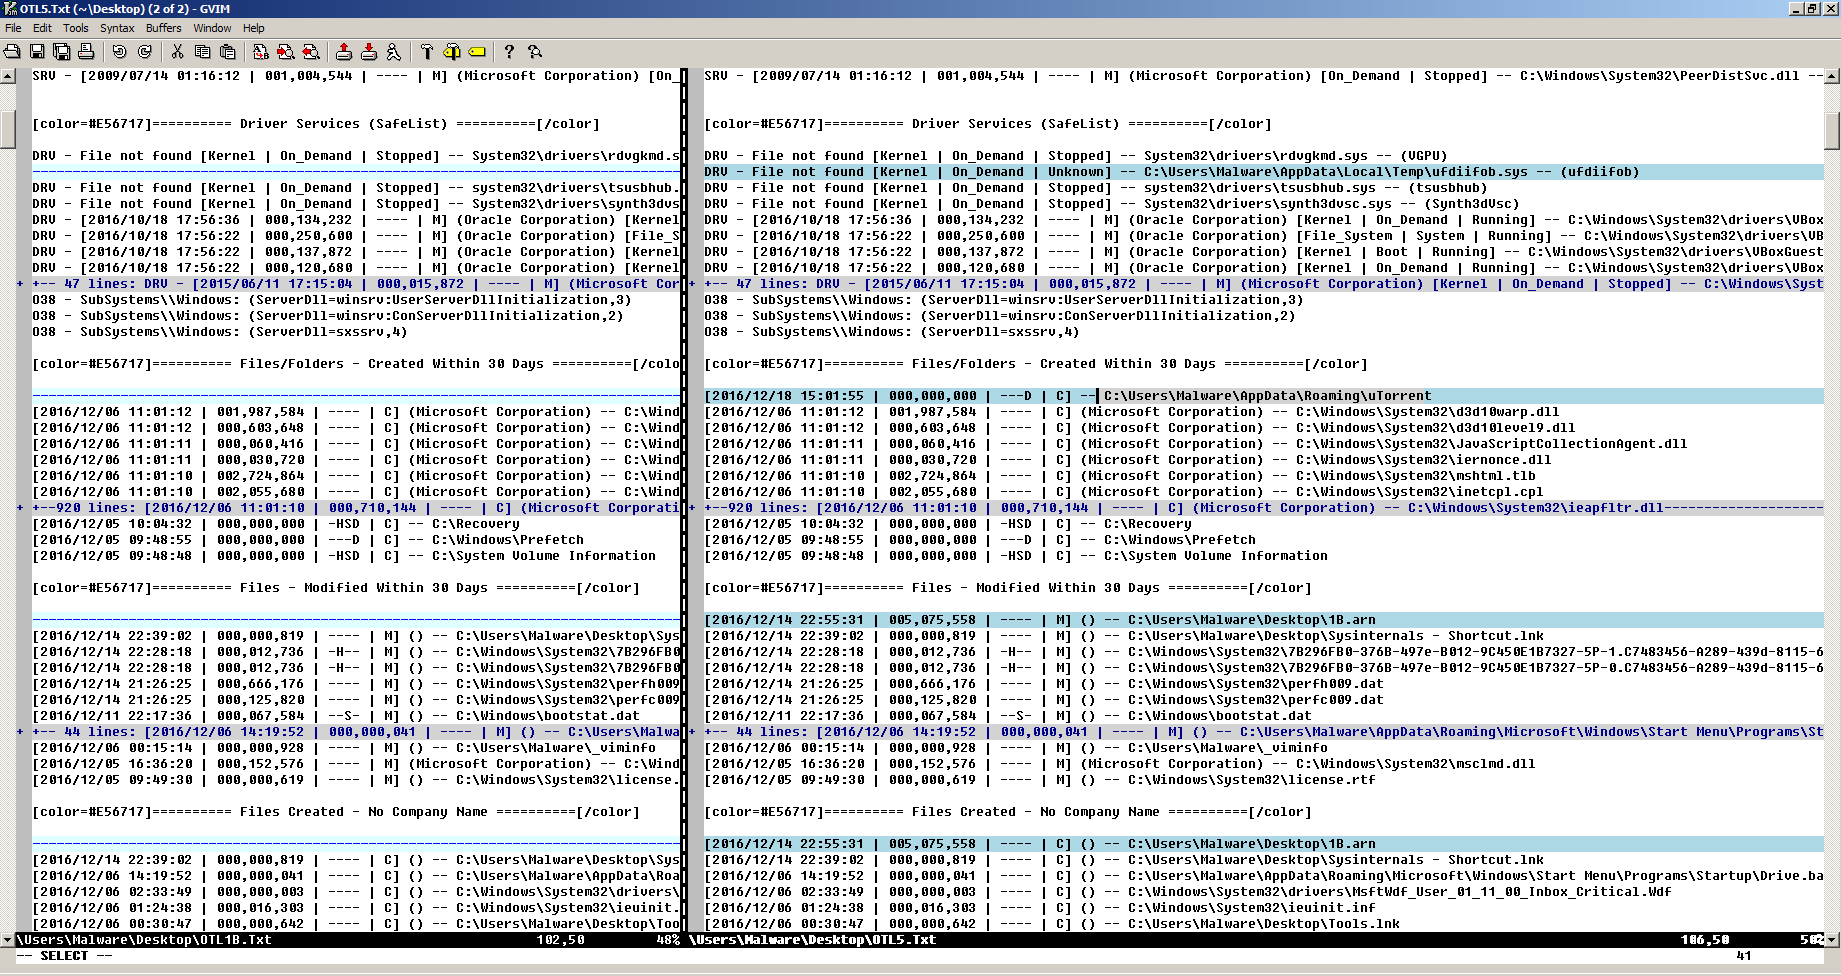 OTL5.Txt (~\Desktop) (2 of 2) - GVIM
File Edit Tools Syntax Buffers Window Help
SRV - [2009/07/14 01:16:12 | 001,004,544 | ---- | M] (Microsoft Corporation) [On_
[color=#E56717]========== Driver Services (SafeList) ==========[/color]
DRV - File not found [Kernel | On_Demand | Stopped] -- System32\drivers\rdvgkmd.s
DRV - File not found [Kernel | On_Demand | Stopped] -- system32\drivers\tsusbhub.
DRV - File not found [Kernel | On_Demand | Stopped] -- system32\drivers\synth3dvs
DRV - [2016/10/18 17:56:36 | 000,134,232 | ---- | M] (Oracle Corporation) [Kernel
DRV - [2016/10/18 17:56:22 | 000,250,600 | ---- | M] (Oracle Corporation) [File_S
DRV - [2016/10/18 17:56:22 | 000,137,872 | ---- | M] (Oracle Corporation) [Kernel
DRV - [2016/10/18 17:56:22 | 000,120,680 | ---- | M] (Oracle Corporation) [Kernel
+ +-- 47 lines: DRV - [2015/06/11 17:15:04 | 000,015,872 | ---- | M] (Microsoft Cor
O38 - SubSystems\\Windows: (ServerDll=winsrv:UserServerDllInitialization,3)
O38 - SubSystems\\Windows: (ServerDll=winsrv:ConServerDllInitialization,2)
O38 - SubSystems\\Windows: (ServerDll=sxssrv,4)
[color=#E56717]========== Files/Folders - Created Within 30 Days ==========[/colo
[2016/12/06 11:01:12 | 001,987,584 | ---- | C] (Microsoft Corporation) -- C:\Wind
[2016/12/06 11:01:12 | 000,603,648 | ---- | C] (Microsoft Corporation) -- C:\Wind
[2016/12/06 11:01:11 | 000,060,416 | ---- | C] (Microsoft Corporation) -- C:\Wind
[2016/12/06 11:01:11 | 000,030,720 | ---- | C] (Microsoft Corporation) -- C:\Wind
[2016/12/06 11:01:10 | 002,724,864 | ---- | C] (Microsoft Corporation) -- C:\Wind
[2016/12/06 11:01:10 | 002,055,680 | ---- | C] (Microsoft Corporation) -- C:\Wind
+ +--920 lines: [2016/12/06 11:01:10 | 000,710,144 | ---- | C] (Microsoft Corporati
[2016/12/05 10:04:32 | 000,000,000 | -HSD | C] -- C:\Recovery
[2016/12/05 09:48:55 | 000,000,000 | ---D | C] -- C:\Windows\Prefetch
[2016/12/05 09:48:48 | 000,000,000 | -HSD | C] -- C:\System Volume Information
[color=#E56717]========== Files - Modified Within 30 Days ==========[/color]
[2016/12/14 22:39:02 | 000,000,819 | ---- | M] () -- C:\Users\Malware\Desktop\Sys
[2016/12/14 22:28:18 | 000,012,736 | -H-- | M] () -- C:\Windows\System32\7B296FB0
[2016/12/14 22:28:18 | 000,012,736 | -H-- | M] () -- C:\Windows\System32\7B296FB0
[2016/12/14 21:26:25 | 000,666,176 | ---- | M] () -- C:\Windows\System32\perfh009
[2016/12/14 21:26:25 | 000,125,820 | ---- | M] () -- C:\Windows\System32\perfc009
[2016/12/11 22:17:36 | 000,067,584 | --S- | M] () -- C:\Windows\bootstat.dat
+ +-- 44 lines: [2016/12/06 14:19:52 | 000,000,041 | ---- | M] () -- C:\Users\Malwa
[2016/12/06 00:15:14 | 000,000,928 | ---- | M] () -- C:\Users\Malware\_viminfo
[2016/12/05 16:36:20 | 000,152,576 | ---- | M] (Microsoft Corporation) -- C:\Wind
[2016/12/05 09:49:30 | 000,000,619 | ---- | M] () -- C:\Windows\System32\license.
[color=#E56717]========== Files Created - No Company Name ==========[/color]
[2016/12/14 22:39:02 | 000,000,819 | ---- | C] () -- C:\Users\Malware\Desktop\Sys
[2016/12/06 14:19:52 | 000,000,041 | ---- | C] () -- C:\Users\Malware\AppData\Roa
[2016/12/06 02:33:49 | 000,000,003 | ---- | C] () -- C:\Windows\System32\drivers\
[2016/12/06 01:24:38 | 000,016,303 | ---- | C] () -- C:\Windows\System32\ieuinit.
[2016/12/06 00:30:47 | 000,000,642 | ---- | C] () -- C:\Users\Malware\Desktop\Too
\Users\Malware\Desktop\OTL1B.Txt 102,50 48%
SRV - [2009/07/14 01:16:12 | 001,004,544 | ---- | M] (Microsoft Corporation) [On_Demand | Stopped] -- C:\Windows\System32\PeerDistSvc.dll --
[color=#E56717]========== Driver Services (SafeList) ==========[/color]
DRV - File not found [Kernel | On_Demand | Stopped] -- System32\drivers\rdvgkmd.sys -- (VGPU)
DRV - File not found [Kernel | On_Demand | Unknown] -- C:\Users\Malware\AppData\Local\Temp\ufdiifob.sys -- (ufdiifob)
DRV - File not found [Kernel | On_Demand | Stopped] -- system32\drivers\tsusbhub.sys -- (tsusbhub)
DRV - File not found [Kernel | On_Demand | Stopped] -- system32\drivers\synth3dvsc.sys -- (Synth3dVsc)
DRV - [2016/10/18 17:56:36 | 000,134,232 | ---- | M] (Oracle Corporation) [Kernel | On_Demand | Running] -- C:\Windows\System32\drivers\VBox
DRV - [2016/10/18 17:56:22 | 000,250,600 | ---- | M] (Oracle Corporation) [File_System | System | Running] -- C:\Windows\System32\drivers\VB
DRV - [2016/10/18 17:56:22 | 000,137,872 | ---- | M] (Oracle Corporation) [Kernel | Boot | Running] -- C:\Windows\System32\drivers\VBoxGuest
DRV - [2016/10/18 17:56:22 | 000,120,680 | ---- | M] (Oracle Corporation) [Kernel | On_Demand | Running] -- C:\Windows\System32\drivers\VBox
+ +-- 47 lines: DRV - [2015/06/11 17:15:04 | 000,015,872 | ---- | M] (Microsoft Corporation) [Kernel | On_Demand | Stopped] -- C:\Windows\Syst
O38 - SubSystems\\Windows: (ServerDll=winsrv:UserServerDllInitialization,3)
O38 - SubSystems\\Windows: (ServerDll=winsrv:ConServerDllInitialization,2)
O38 - SubSystems\\Windows: (ServerDll=sxssrv,4)
[color=#E56717]========== Files/Folders - Created Within 30 Days ==========[/color]
[2016/12/18 15:01:55 | 000,000,000 | ---D | C] -- C:\Users\Malware\AppData\Roaming\uTorrent
[2016/12/06 11:01:12 | 001,987,584 | ---- | C] (Microsoft Corporation) -- C:\Windows\System32\d3d10warp.dll
[2016/12/06 11:01:12 | 000,603,648 | ---- | C] (Microsoft Corporation) -- C:\Windows\System32\d3d10level9.dll
[2016/12/06 11:01:11 | 000,060,416 | ---- | C] (Microsoft Corporation) -- C:\Windows\System32\JavaScriptCollectionAgent.dll
[2016/12/06 11:01:11 | 000,030,720 | ---- | C] (Microsoft Corporation) -- C:\Windows\System32\iernonce.dll
[2016/12/06 11:01:10 | 002,724,864 | ---- | C] (Microsoft Corporation) -- C:\Windows\System32\mshtml.tlb
[2016/12/06 11:01:10 | 002,055,680 | ---- | C] (Microsoft Corporation) -- C:\Windows\System32\inetcpl.cpl
+ +--920 lines: [2016/12/06 11:01:10 | 000,710,144 | ---- | C] (Microsoft Corporation) -- C:\Windows\System32\ieapfltr.dll--------------------
[2016/12/05 10:04:32 | 000,000,000 | -HSD | C] -- C:\Recovery
[2016/12/05 09:48:55 | 000,000,000 | ---D | C] -- C:\Windows\Prefetch
[2016/12/05 09:48:48 | 000,000,000 | -HSD | C] -- C:\System Volume Information
[color=#E56717]========== Files - Modified Within 30 Days ==========[/color]
[2016/12/14 22:55:31 | 005,075,558 | ---- | M] () -- C:\Users\Malware\Desktop\1B.arn
[2016/12/14 22:39:02 | 000,000,819 | ---- | M] () -- C:\Users\Malware\Desktop\Sysinternals - Shortcut.lnk
[2016/12/14 22:28:18 | 000,012,736 | -H-- | M] () -- C:\Windows\System32\7B296FB0-376B-497e-B012-9C450E1B7327-5P-1.C7483456-A289-439d-8115-6
[2016/12/14 22:28:18 | 000,012,736 | -H-- | M] () -- C:\Windows\System32\7B296FB0-376B-497e-B012-9C450E1B7327-5P-0.C7483456-A289-439d-8115-6
[2016/12/14 21:26:25 | 000,666,176 | ---- | M] () -- C:\Windows\System32\perfh009.dat
[2016/12/14 21:26:25 | 000,125,820 | ---- | M] () -- C:\Windows\System32\perfc009.dat
[2016/12/11 22:17:36 | 000,067,584 | --S- | M] () -- C:\Windows\bootstat.dat
+ +-- 44 lines: [2016/12/06 14:19:52 | 000,000,041 | ---- | M] () -- C:\Users\Malware\AppData\Roaming\Microsoft\Windows\Start Menu\Programs\St
[2016/12/06 00:15:14 | 000,000,928 | ---- | M] () -- C:\Users\Malware\_viminfo
[2016/12/05 16:36:20 | 000,152,576 | ---- | M] (Microsoft Corporation) -- C:\Windows\System32\msclmd.dll
[2016/12/05 09:49:30 | 000,000,619 | ---- | M] () -- C:\Windows\System32\license.rtf
[color=#E56717]========== Files Created - No Company Name ==========[/color]
[2016/12/14 22:55:31 | 005,075,558 | ---- | C] () -- C:\Users\Malware\Desktop\1B.arn
[2016/12/14 22:39:02 | 000,000,819 | ---- | C] () -- C:\Users\Malware\Desktop\Sysinternals - Shortcut.lnk
[2016/12/06 14:19:52 | 000,000,041 | ---- | C] () -- C:\Users\Malware\AppData\Roaming\Microsoft\Windows\Start Menu\Programs\Startup\Drive.ba
[2016/12/06 02:33:49 | 000,000,003 | ---- | C] () -- C:\Windows\System32\drivers\MsftWdf_User_01_11_00_Inbox_Critical.Wdf
[2016/12/06 01:24:38 | 000,016,303 | ---- | C] () -- C:\Windows\System32\ieuinit.inf
[2016/12/06 00:30:47 | 000,000,642 | ---- | C] () -- C:\Users\Malware\Desktop\Tools.lnk
\Users\Malware\Desktop\OTL5.Txt 106,50 50%
-- SELECT -- 41